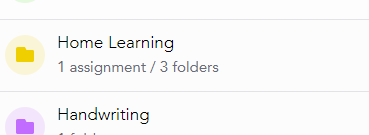 Home Learning
1 assignment / 3 folders
Handwriting